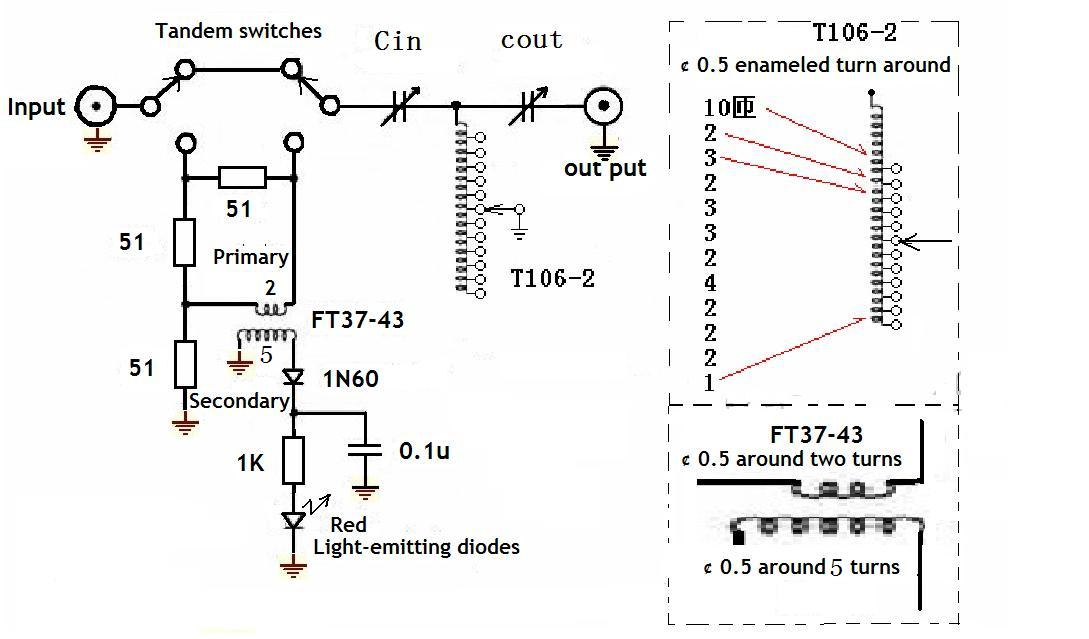 Tandem switches
Cin
cout
Input
out put
51
51
Primary
2
FT37-43
5
51
1N60
Secondary
1K
0.1u
Red
Light-emitting diodes
T106-2
T106-2
¢ 0.5 enameled turn around
10匝
2
3
2
3
3
2
4
2
2
2
1
FT37-43
¢ 0.5 around two turns
¢ 0.5 around 5 turns